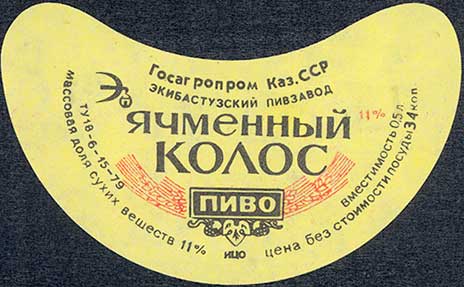 Госагропром Каз.ССР
ЭКИБАСТУЗСКИЙ ПИВЗАВОД
ЯЧМЕННЫЙ
11%
КОЛОС
ПИВО
ТУ18-6-15-79
массовая доля сухих веществ 11%
ИЦО
вместимость 0,5 л
цена без стоимости посуды 34 коп